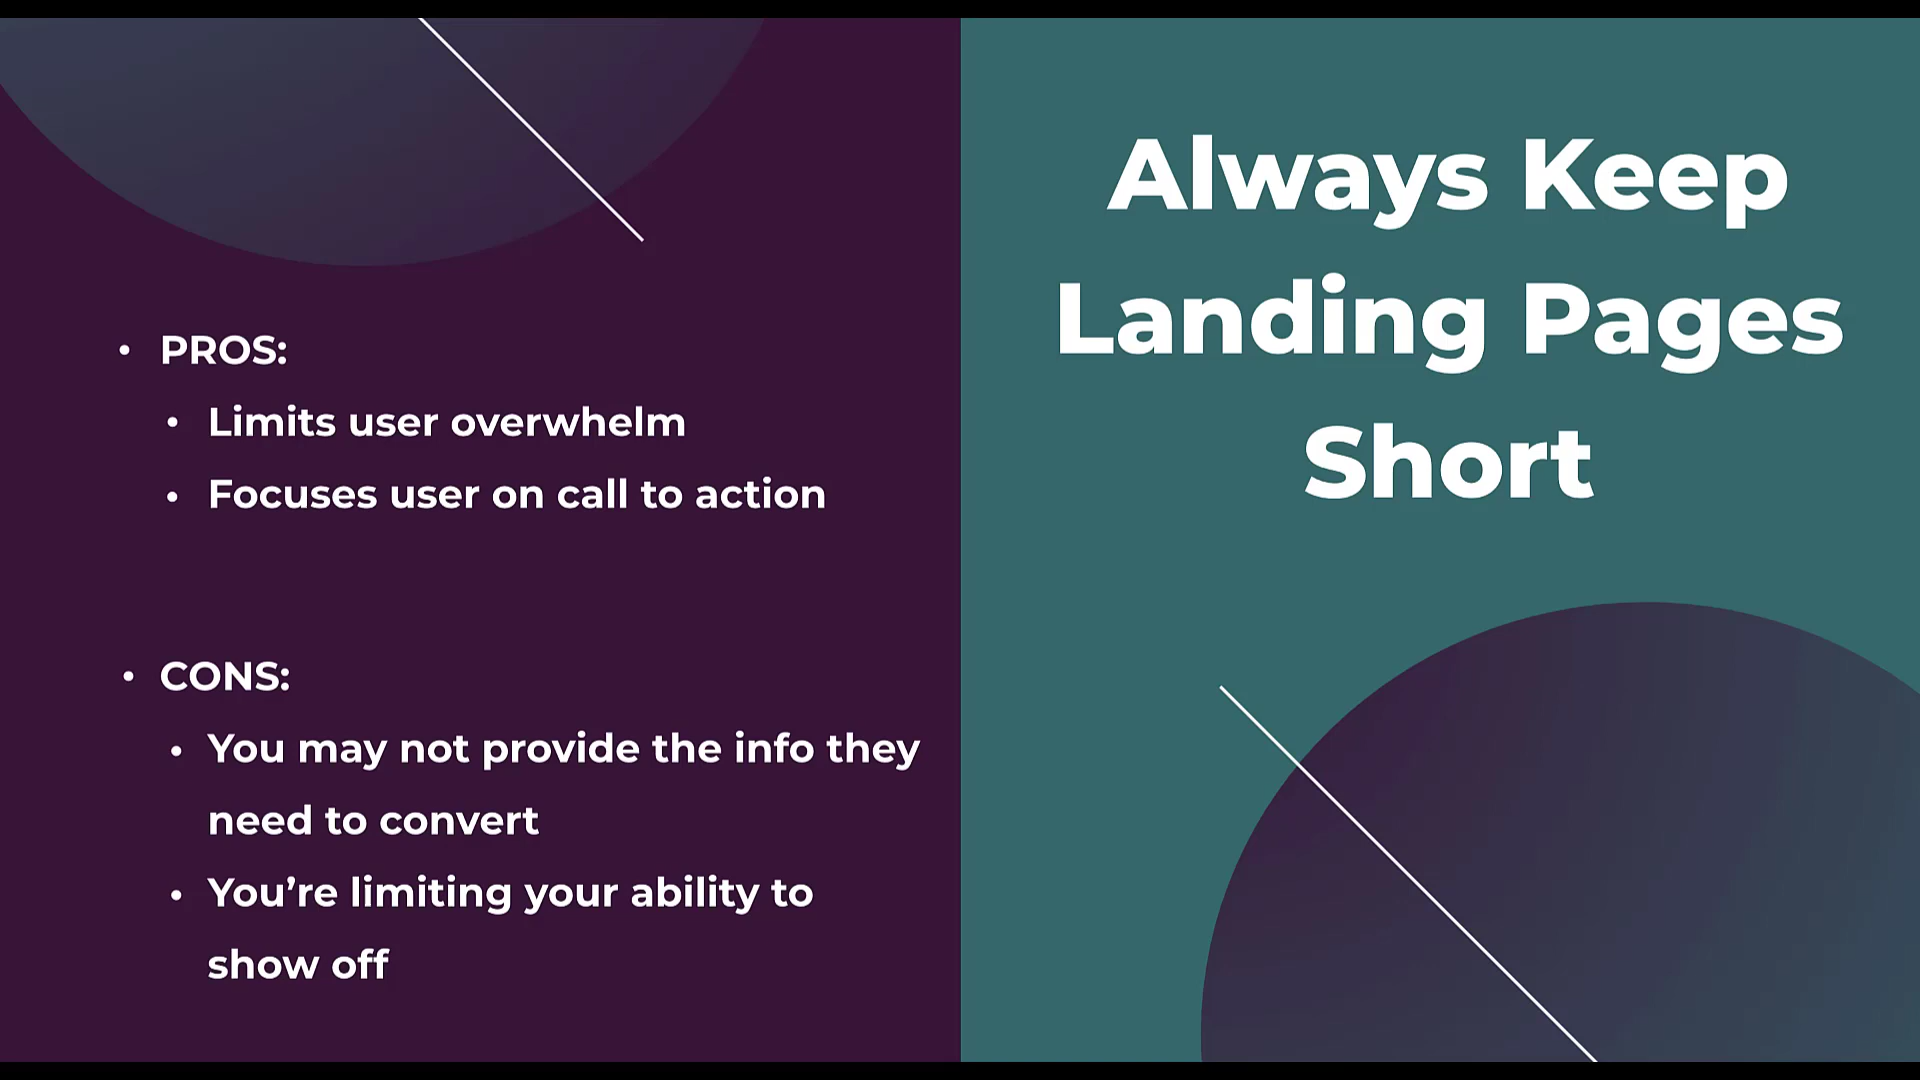 Always Keep
Landing Pages
Short
• PROS:
• Limits user overwhelm
• Focuses user on call to action
• CONS:
• You may not provide the info they
need to convert
• You’re limiting your ability to
show off